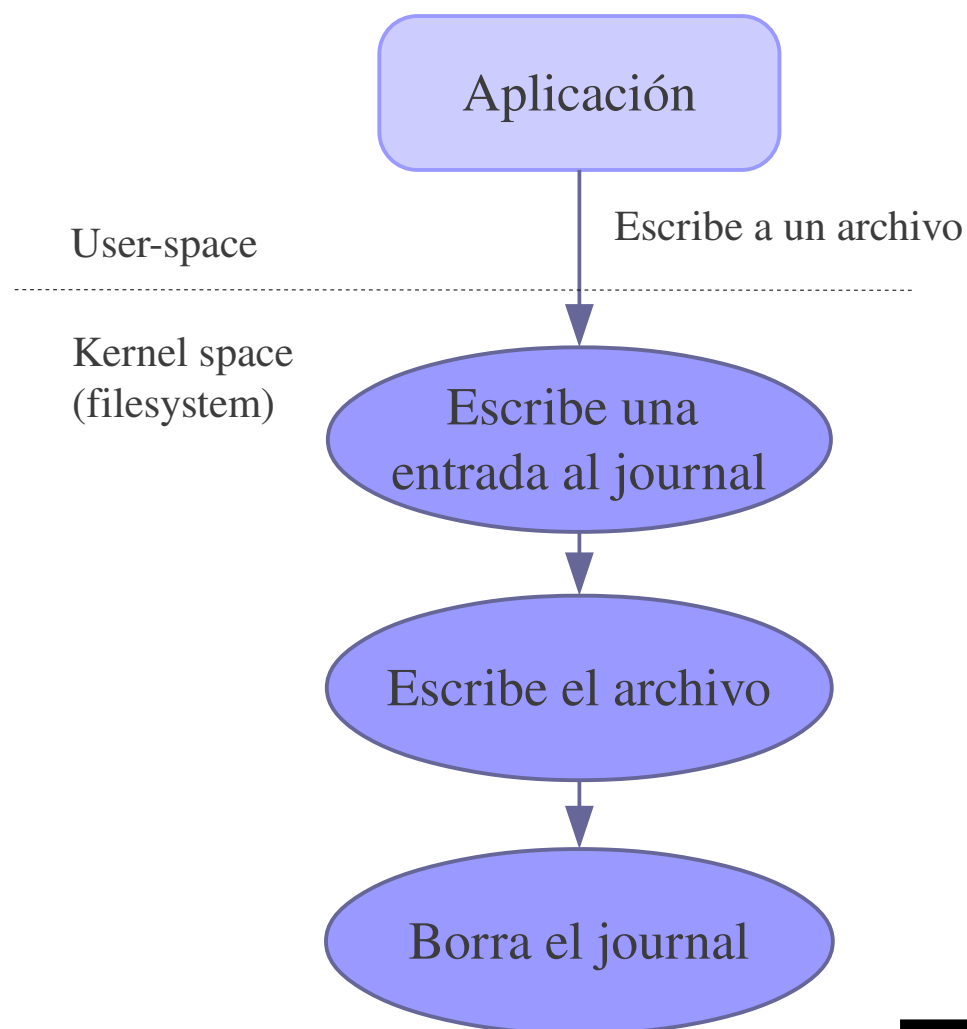 Aplicación
Escribe a un archivo
User-space
Kernel space
(filesystem)
Escribe una
entrada al journal
Escribe el archivo
Borra el journal